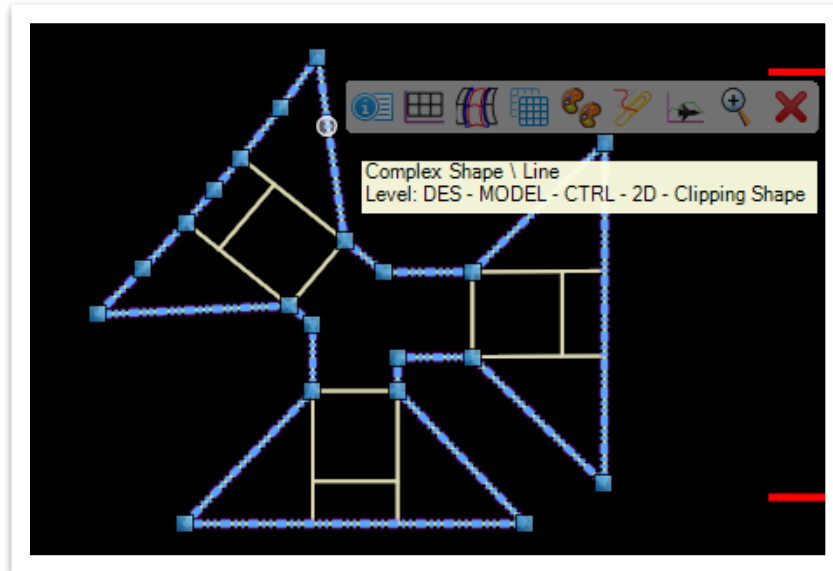 Complex Shape \ Line
Level: DES - MODEL - CTRL - 2D - Clipping Shape